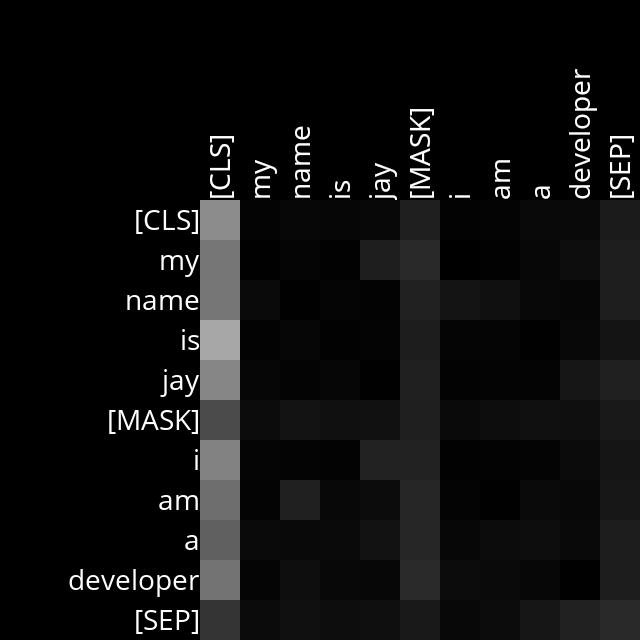 [CLS] my name is jay [MASK] i am a developer [SEP]
[CLS]
my
name
is
jay
[MASK]
i
am
a
developer
[SEP]